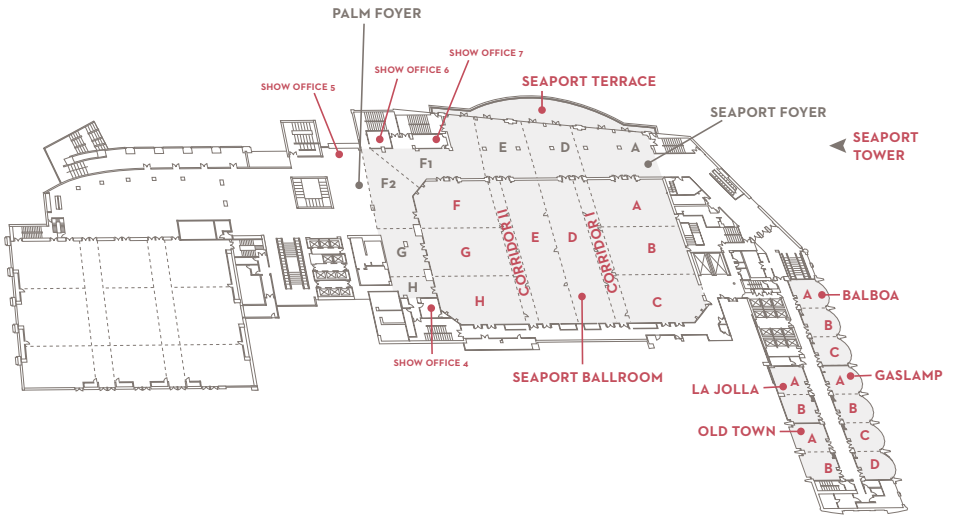 PALM FOYER
SHOW OFFICE 7
SHOW OFFICE 6
SHOW OFFICE 5
SEAPORT TERRACE
SEAPORT FOYER
SEAPORT
TOWER
E
D
A
F1
F2
G
H
F
G
H
CORRIDOR II
E
D
CORRIDOR I
A
B
C
SHOW OFFICE 4
SEAPORT BALLROOM
A
BALBOA
B
C
A
GASLAMP
B
C
D
LA JOLLA
A
B
OLD TOWN
A
B